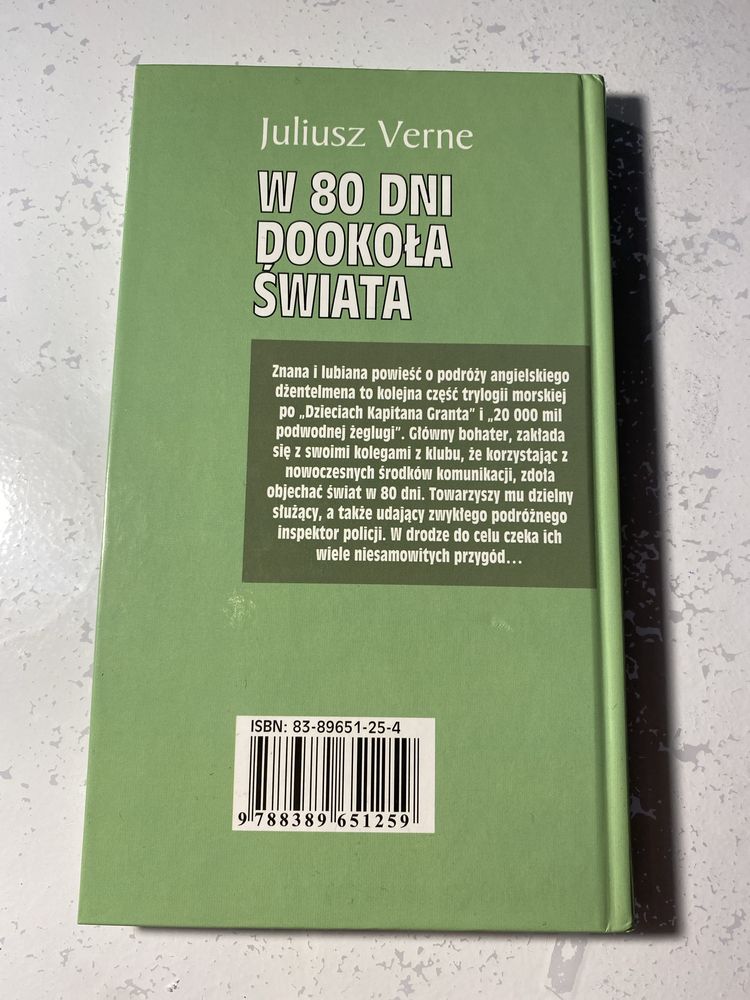 Juliusz Verne
W 80 DNI
DOOKOŁA
ŚWIATA
Znana i lubiana powieść o podróży angielskiego
dżentelmena to kolejna część trylogii morskiej
po „Dzieciach Kapitana Granta” i „20 000 mil
podwodnej żeglugi”. Główny bohater, zakłada
się z swoimi kolegami z klubu, że korzystając z
nowoczesnych środków komunikacji, zdoła
objechać świat w 80 dni. Towarzyszy mu dzielny
służący, a także udający zwykłego podróżnego
inspektor policji. W drodze do celu czeka ich
wiele niesamowitych przygód...
ISBN: 83-89651-25-4
9 788389 651259